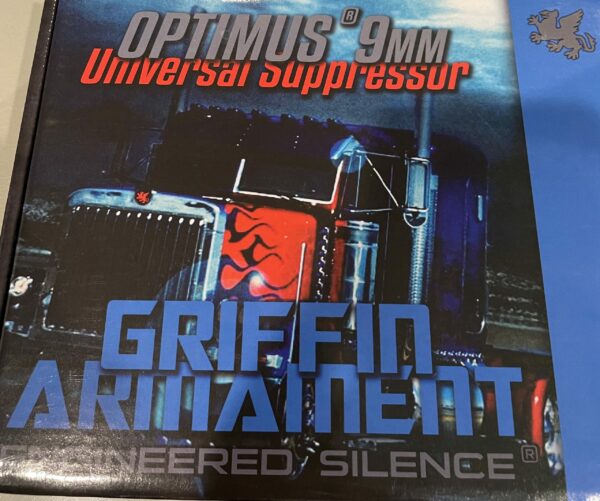 OPTIMUS® 9MM
Universal Suppressor
GRIFFIN
ARMAMENT
ENGINEERED SILENCE®